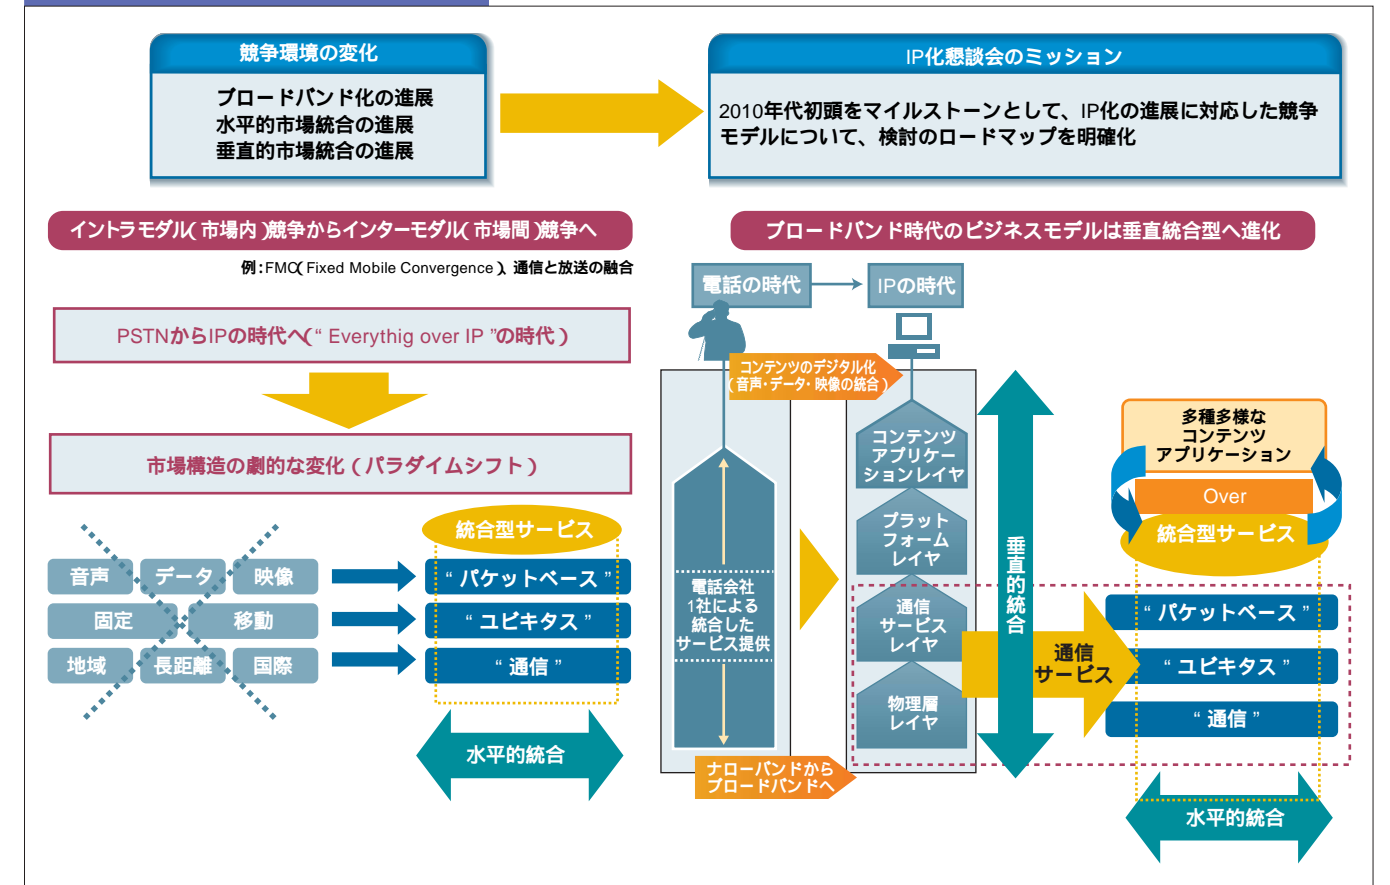 競争環境の変化
ブロードバンド化の進展
水平的市場統合の進展
垂直的市場統合の進展
IP化懇談会のミッション
2010年代初頭をマイルストーンとして、IP化の進展に対応した競争
モデルについて、検討のロードマップを明確化
イントラモダル(市場内)競争からインターモダル(市場間)競争へ
例:FMC(Fixed Mobile Convergence)、通信と放送の融合
PSTNからIPの時代へ(“Everythig over IP”の時代)
市場構造の劇的な変化(パラダイムシフト)
音声
データ
映像
固定
移動
地域
長距離
国際
統合型サービス
“パケットベース”
“ユビキタス”
“通信”
水平的統合
ブロードバンド時代のビジネスモデルは垂直統合型へ進化
電話の時代
IPの時代
コンテンツのデジタル化
(音声・データ・映像の統合)
電話会社
1社による
統合した
サービス提供
コンテンツ
アプリケー
ションレイヤ
プラット
フォーム
レイヤ
通信
サービス
レイヤ
物理層
レイヤ
ナローバンドから
ブロードバンドへ
垂直的統合
通信
サービス
多種多様な
コンテンツ
アプリケーション
Over
統合型サービス
“パケットベース”
“ユビキタス”
“通信”
水平的統合